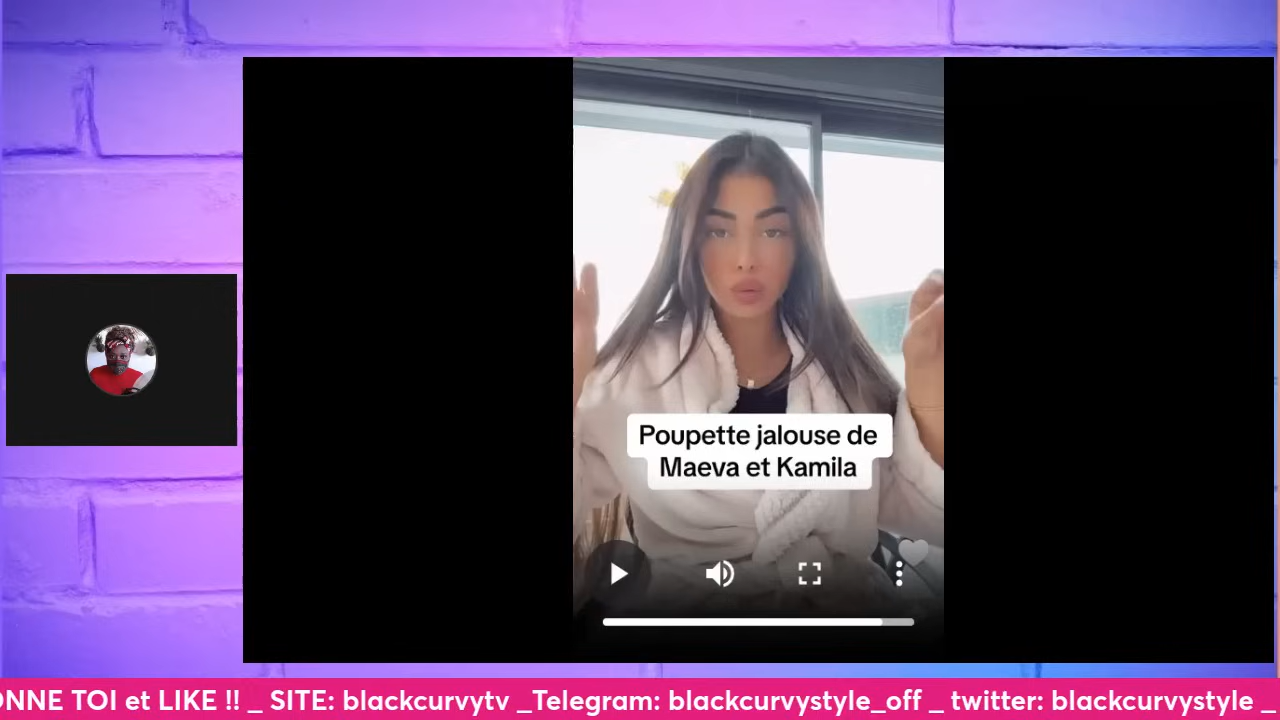 Poupette jalouse de
Maeva et Kamila
ONNE TOI et LIKE !! _ SITE: blackcurvytv _Telegram: blackcurvystyle_off _ twitter: blackcurvystyle _